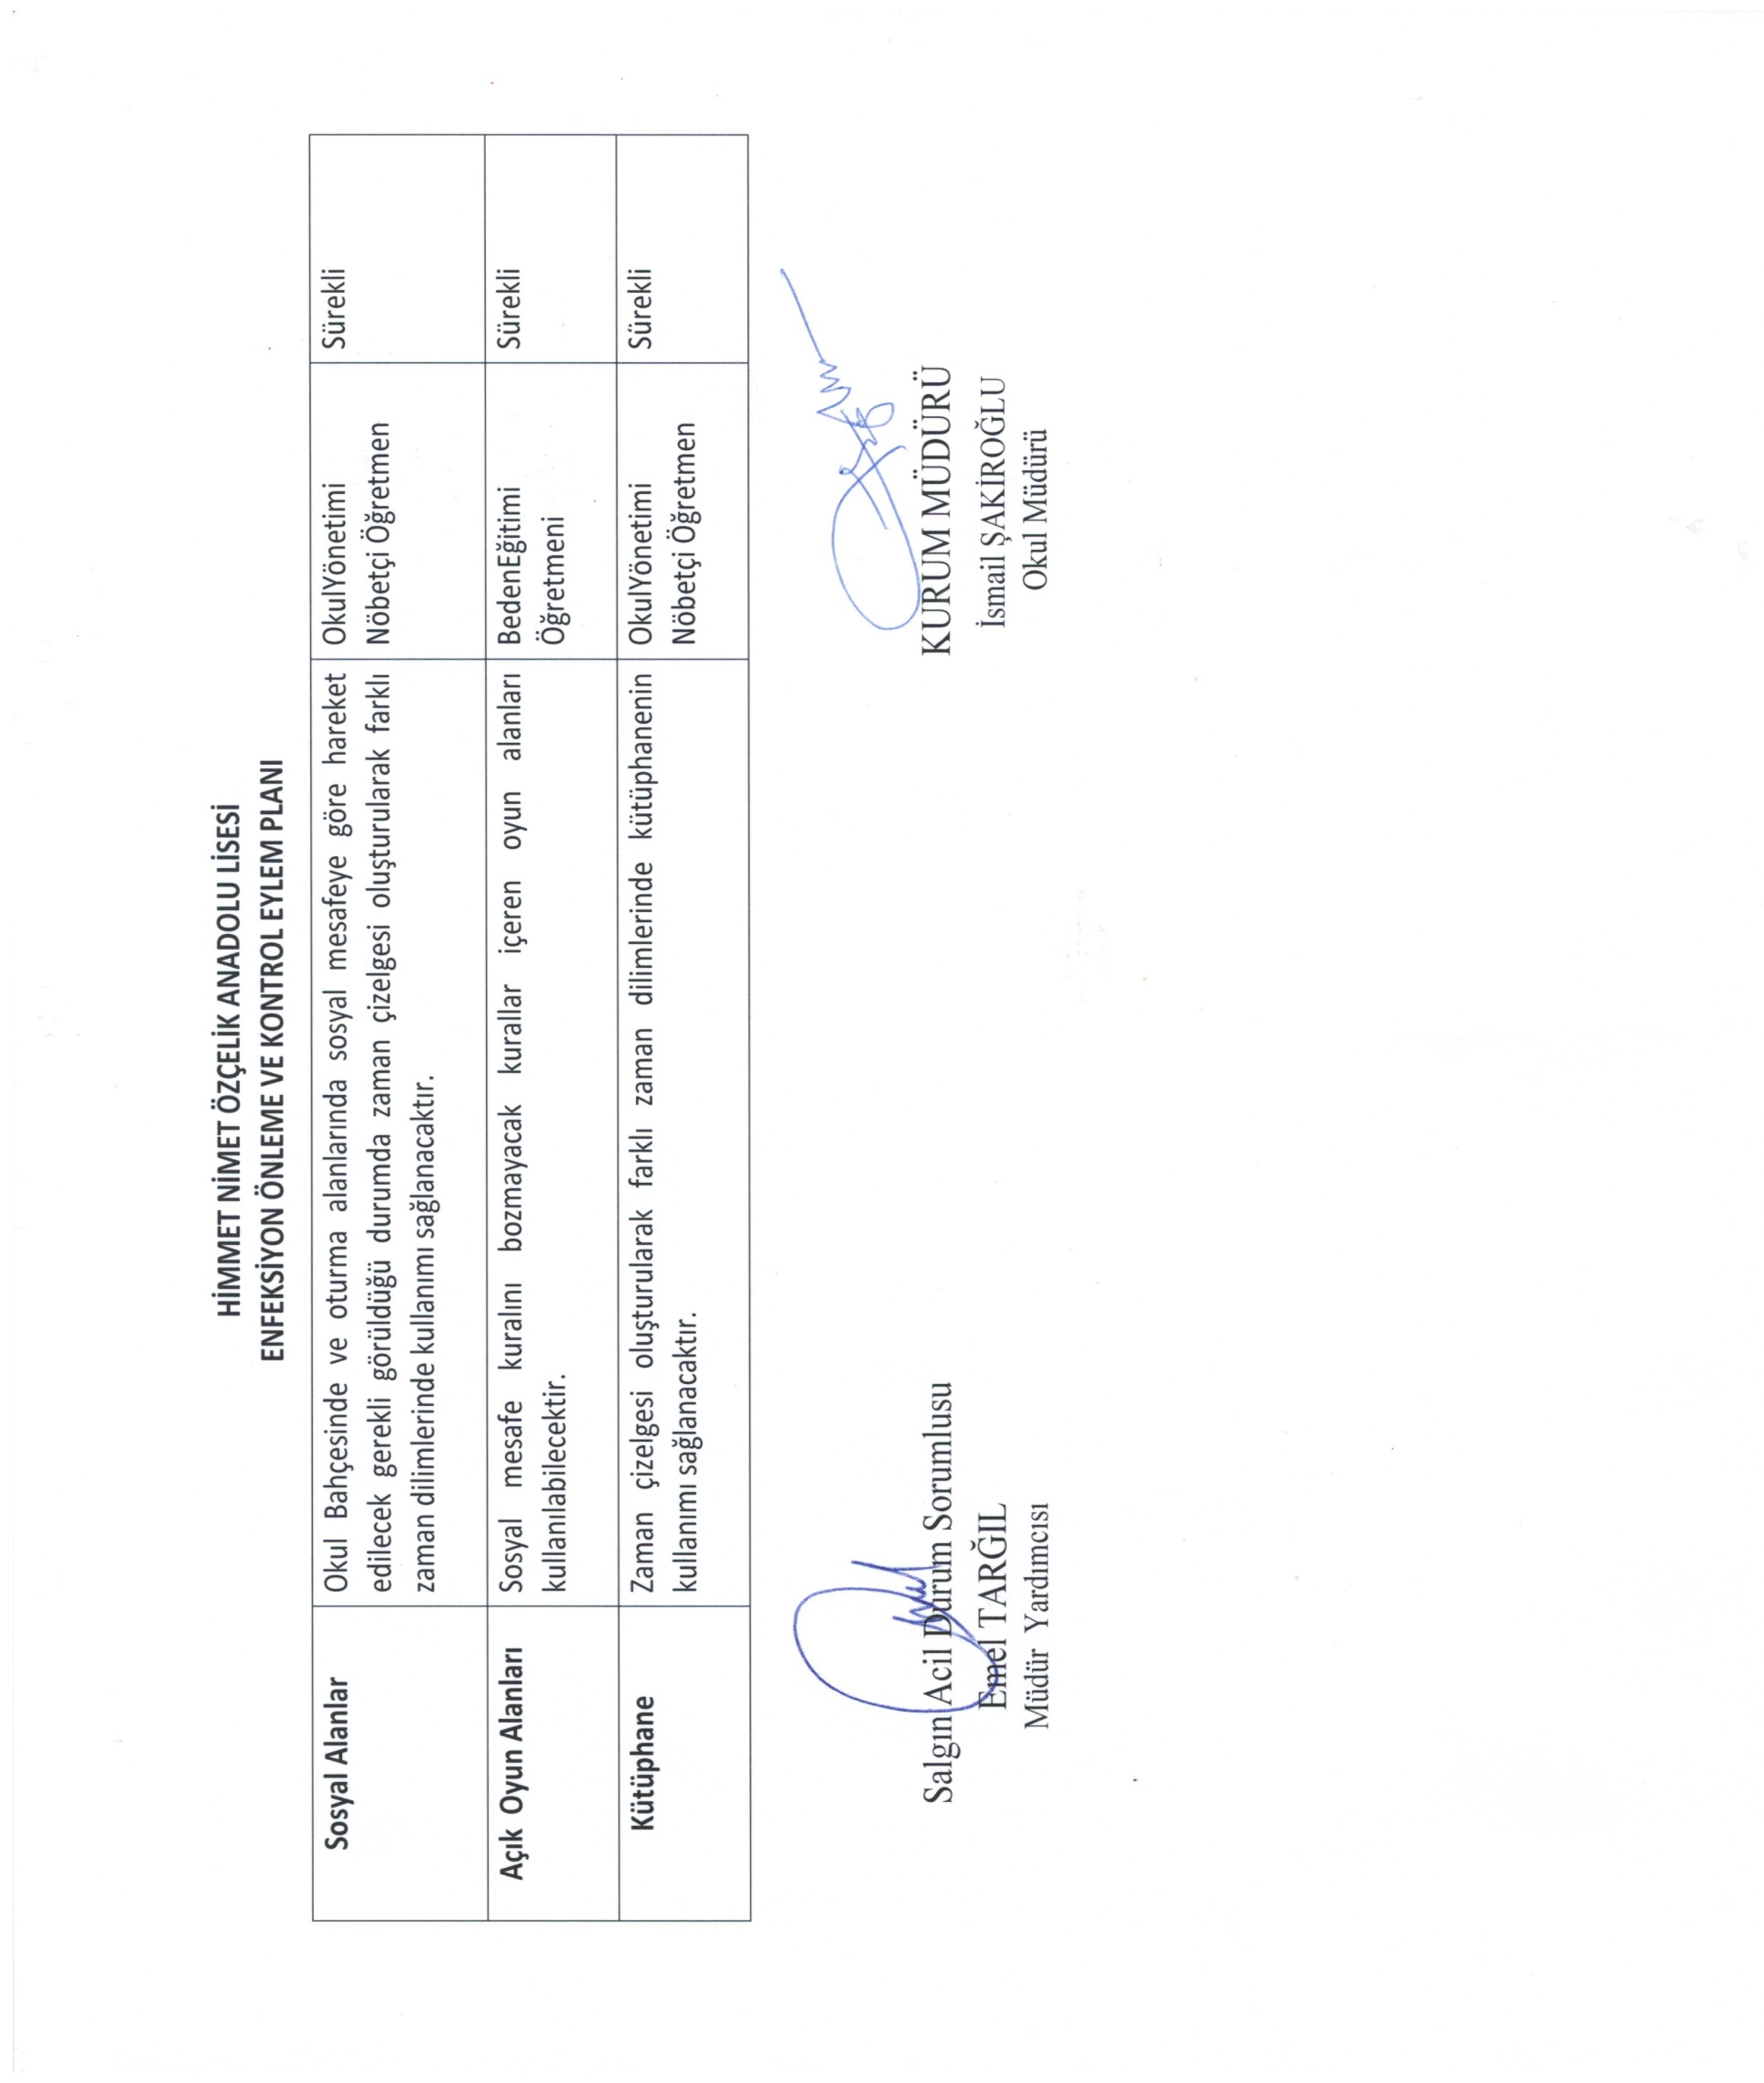 HİMMET NİMET ÖZÇELİK ANADOLU LİSESİ
ENFEKSİYON ÖNLEME VE KONTROL EYLEM PLANI
Sosyal Alanlar
Okul Bahçesinde ve oturma alanlarında sosyal mesafeye göre hareket
edilecek gerekli görüldüğü durumda zaman çizelgesi oluşturularak farklı
zaman dilimlerinde kullanımı sağlanacaktır.
OkulYönetimi
Nöbetçi Öğretmen
Sürekli
Açık Oyun Alanları
Sosyal mesafe kuralını bozmayacak kurallar içeren oyun alanları
kullanılabilecektir.
BedenEğitimi
Öğretmeni
Sürekli
Kütüphane
Zaman çizelgesi oluşturularak farklı zaman dilimlerinde kütüphanenin
kullanımı sağlanacaktır.
OkulYönetimi
Nöbetçi Öğretmen
Sürekli
Salgın Acil Durum Sorumlusu
Emel TARĞIL
Müdür Yardımcısı
KURUM MÜDÜRÜ
İsmail ŞAKİROĞLU
Okul Müdürü